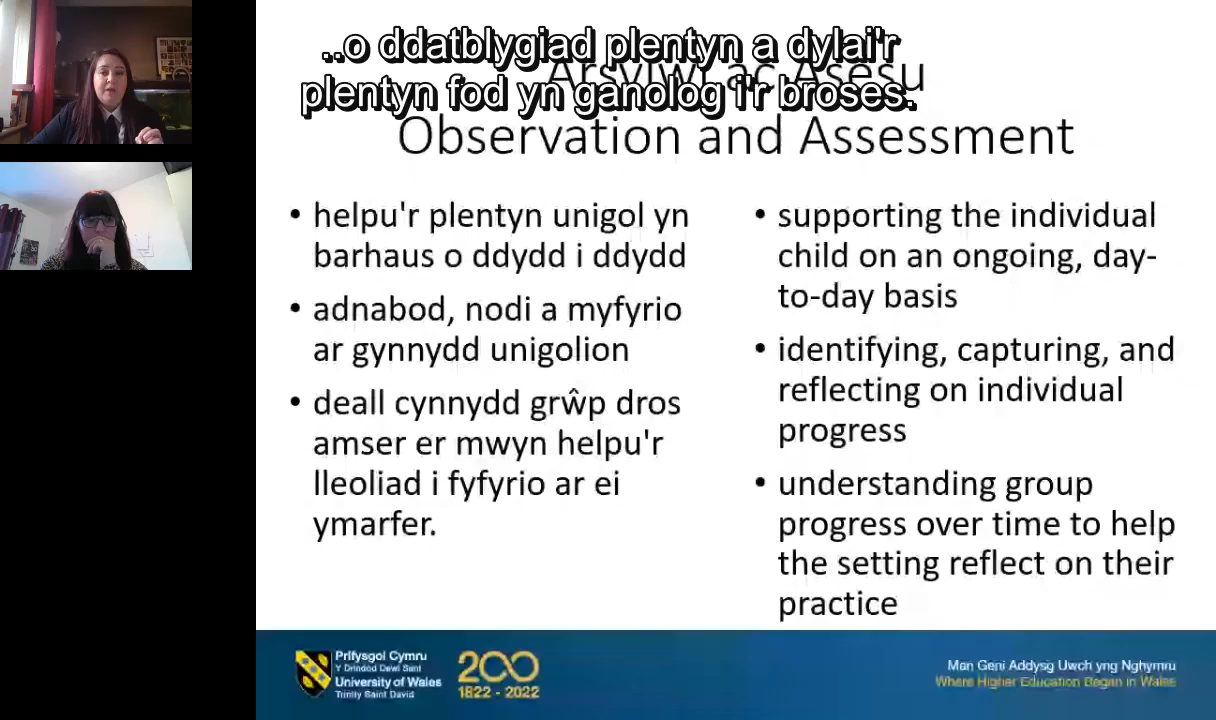 ..o ddatblygiad plentyn a dylai'r
plentyn fod yn ganolog i'r broses.
Arsylwi ac Asesu
Observation and Assessment
• helpu'r plentyn unigol yn
barhaus o ddydd i ddydd
• adnabod, nodi a myfyrio
ar gynnydd unigolion
• deall cynnydd grŵp dros
amser er mwyn helpu'r
lleoliad i fyfyrio ar ei
ymarfer.
• supporting the individual
child on an ongoing, day-
to-day basis
• identifying, capturing, and
reflecting on individual
progress
• understanding group
progress over time to help
the setting reflect on their
practice
Prifysgol Cymru
Y Drindod Dewi Sant
University of Wales
Trinity Saint David
200
1822 - 2022
Man Geni Addysg Uwch yng Nghymru
Where Higher Education Began in Wales